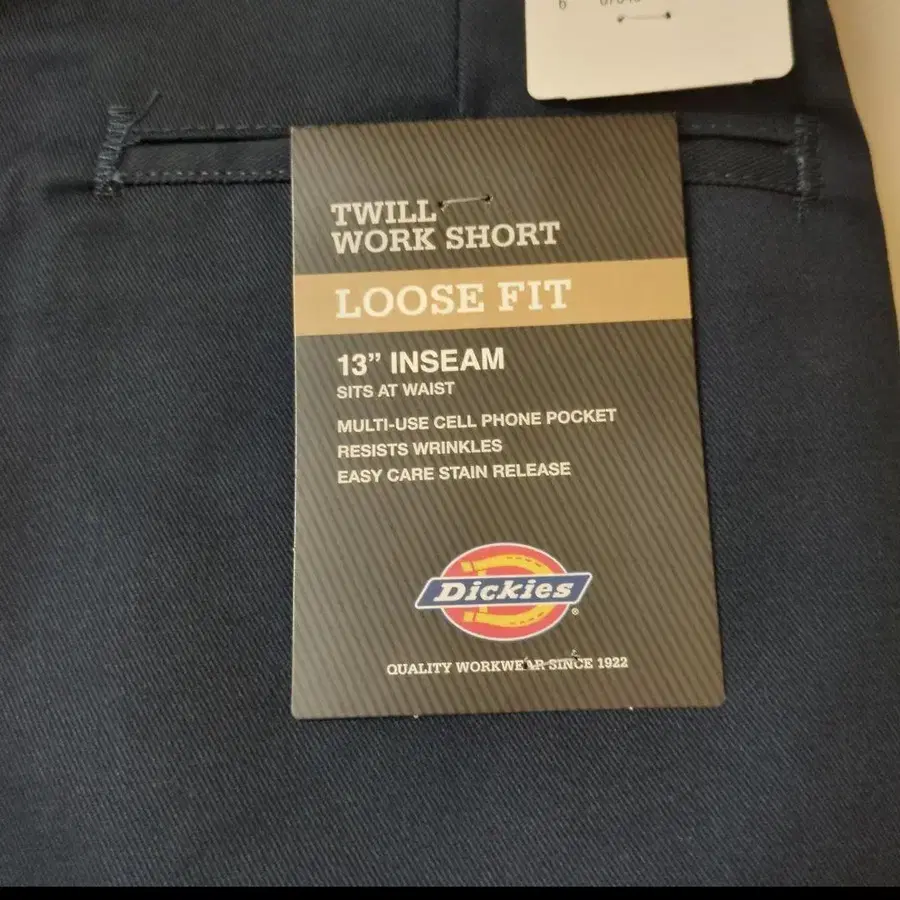 TWILL
WORK SHORT
LOOSE FIT
13” INSEAM
SITS AT WAIST
MULTI-USE CELL PHONE POCKET
RESISTS WRINKLES
EASY CARE STAIN RELEASE
Dickies®
QUALITY WORKWEAR SINCE 1922